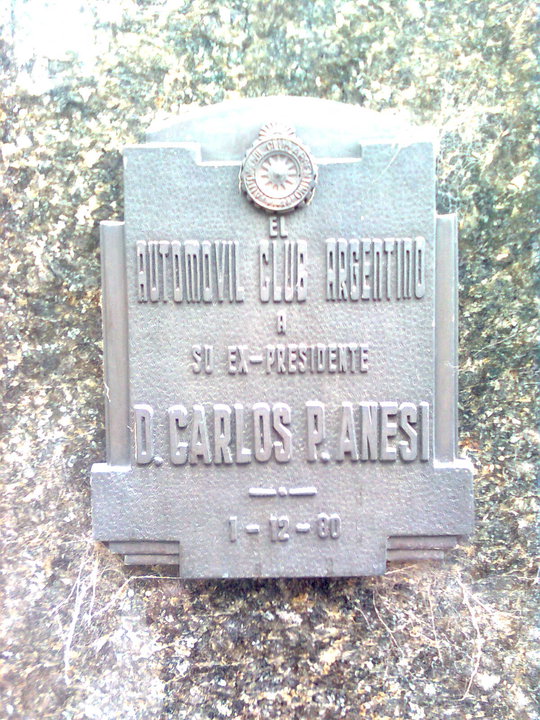 EL
AUTOMOVIL CLUB ARGENTINO
A
SU EX-PRESIDENTE
D. CARLOS P. ANESI
1-12-80